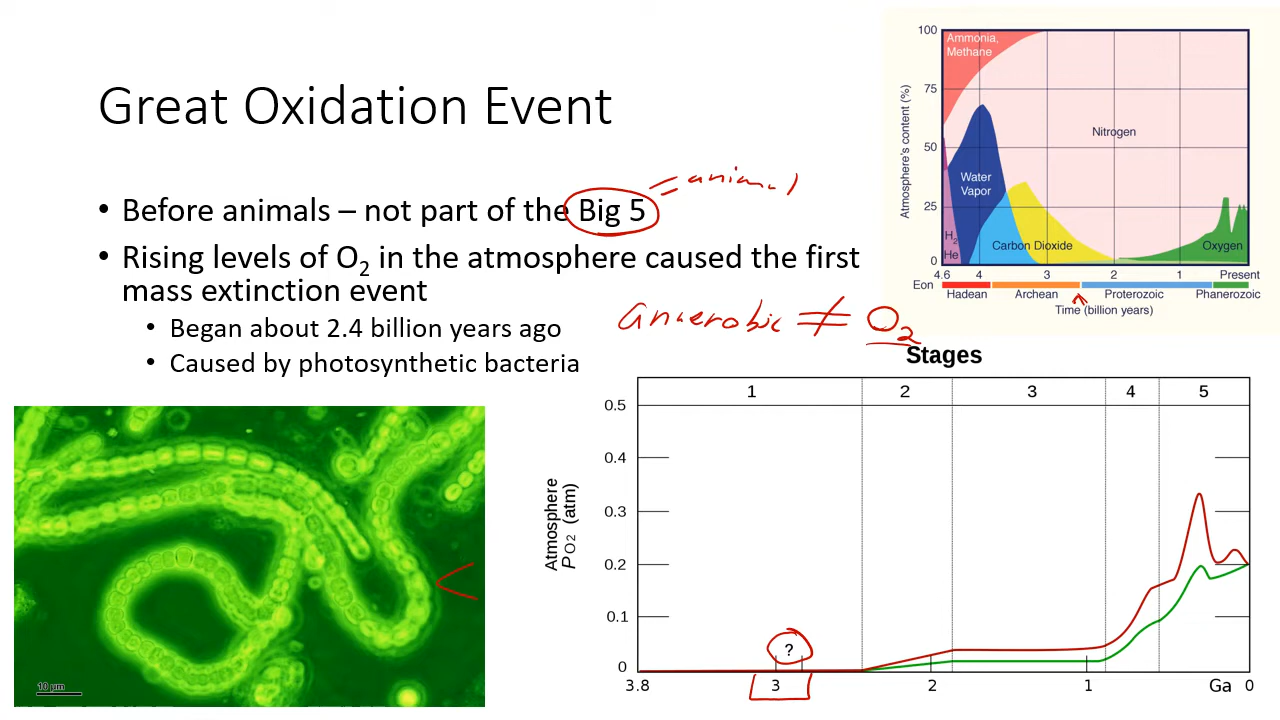 Great Oxidation Event
• Before animals – not part of the Big 5
= animal
• Rising levels of O₂ in the atmosphere caused the first
mass extinction event
• Began about 2.4 billion years ago
• Caused by photosynthetic bacteria
anaerobic ≠ O₂
10 µm
Atmosphere's content (%)
100
75
50
25
0
Ammonia,
Methane
Nitrogen
Water
Vapor
H₂
He
Carbon Dioxide
Oxygen
4.6 4 3 2 1 Present
Eon
Hadean Archean Proterozoic Phanerozoic
Time (billion years)
Stages
1 2 3 4 5
0.5
0.4
0.3
0.2
0.1
0
Atmosphere
P O₂ (atm)
?
3.8 3 2 1 Ga 0